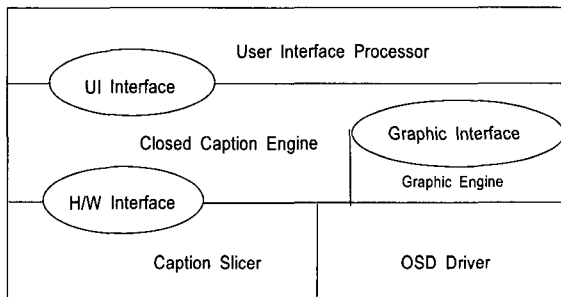 User Interface Processor
UI Interface
Closed Caption Engine
Graphic Interface
Graphic Engine
H/W Interface
Caption Slicer
OSD Driver